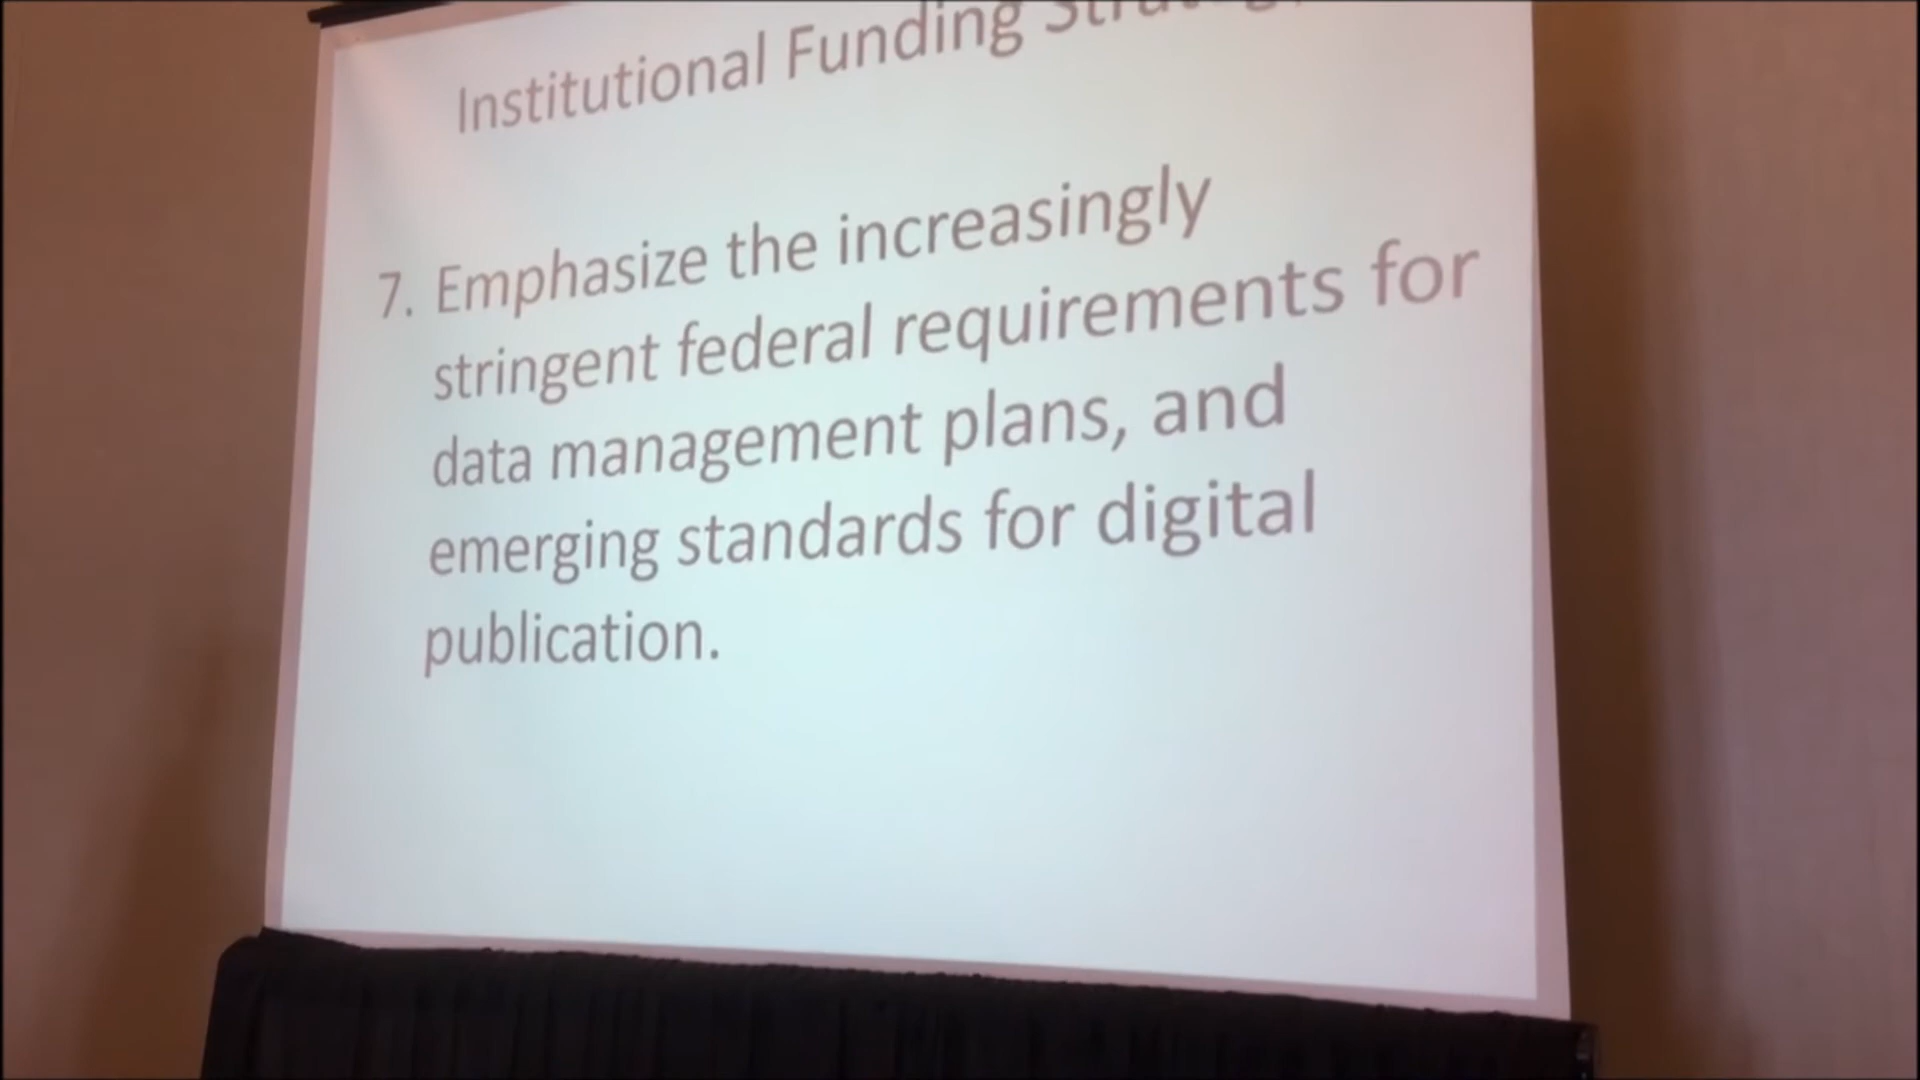 Institutional Funding
7. Emphasize the increasingly
stringent federal requirements for
data management plans, and
emerging standards for digital
publication.